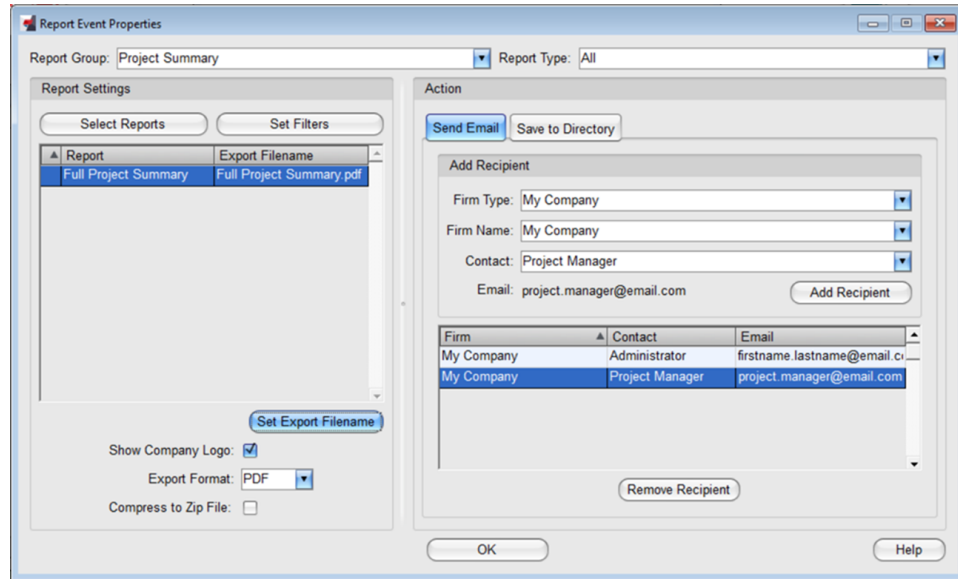 Report Event Properties
Report Group: Project Summary Report Type: All
Report Settings
Select Reports Set Filters
Report Export Filename
Full Project Summary Full Project Summary.pdf
Set Export Filename
Show Company Logo:
Export Format: PDF
Compress to Zip File:
Action
Send Email Save to Directory
Add Recipient
Firm Type: My Company
Firm Name: My Company
Contact: Project Manager
Email: project.manager@email.com Add Recipient
Firm Contact Email
My Company Administrator firstname.lastname@email.c
My Company Project Manager project.manager@email.com
Remove Recipient
OK Help